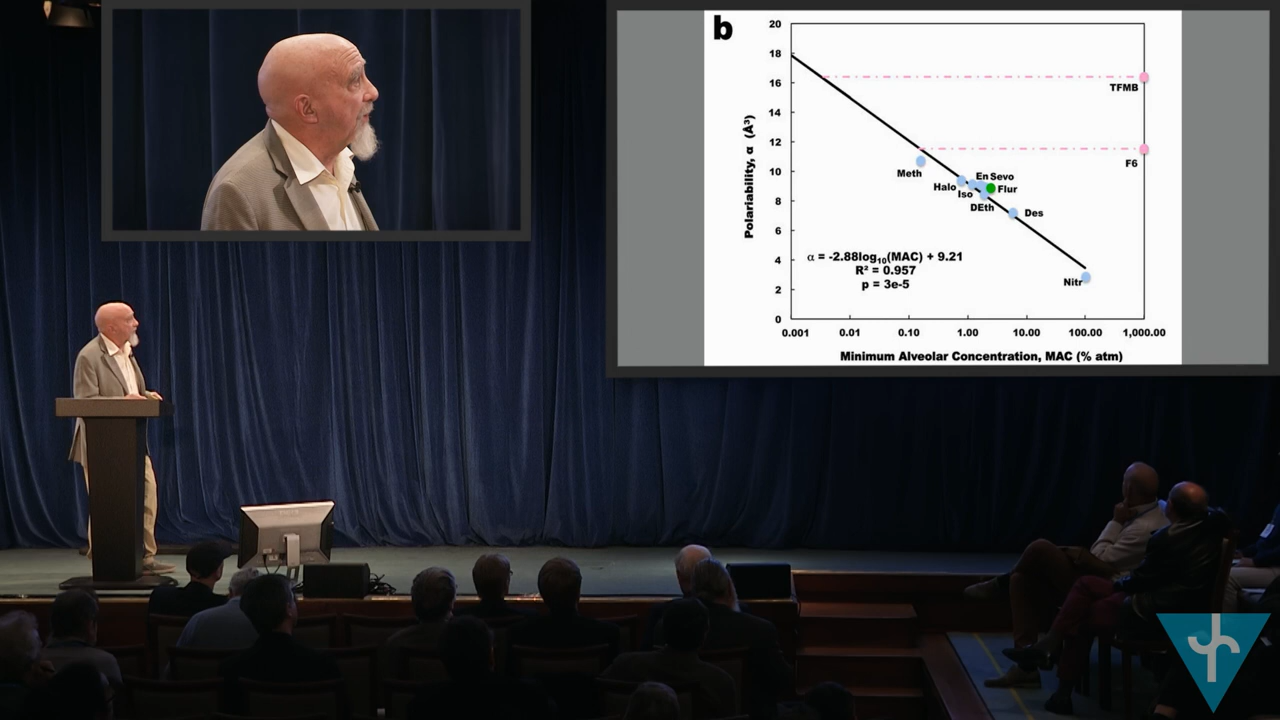 b
Polariability, α (Å³)
20
18
16
14
12
10
8
6
4
2
0
TFMB
F6
Meth
Halo
Iso
En Sevo
Flur
DEth
Des
Nitr
α = -2.88log₁₀(MAC) + 9.21
R² = 0.957
p = 3e-5
0.001 0.01 0.10 1.00 10.00 100.00 1,000.00
Minimum Alveolar Concentration, MAC (% atm)